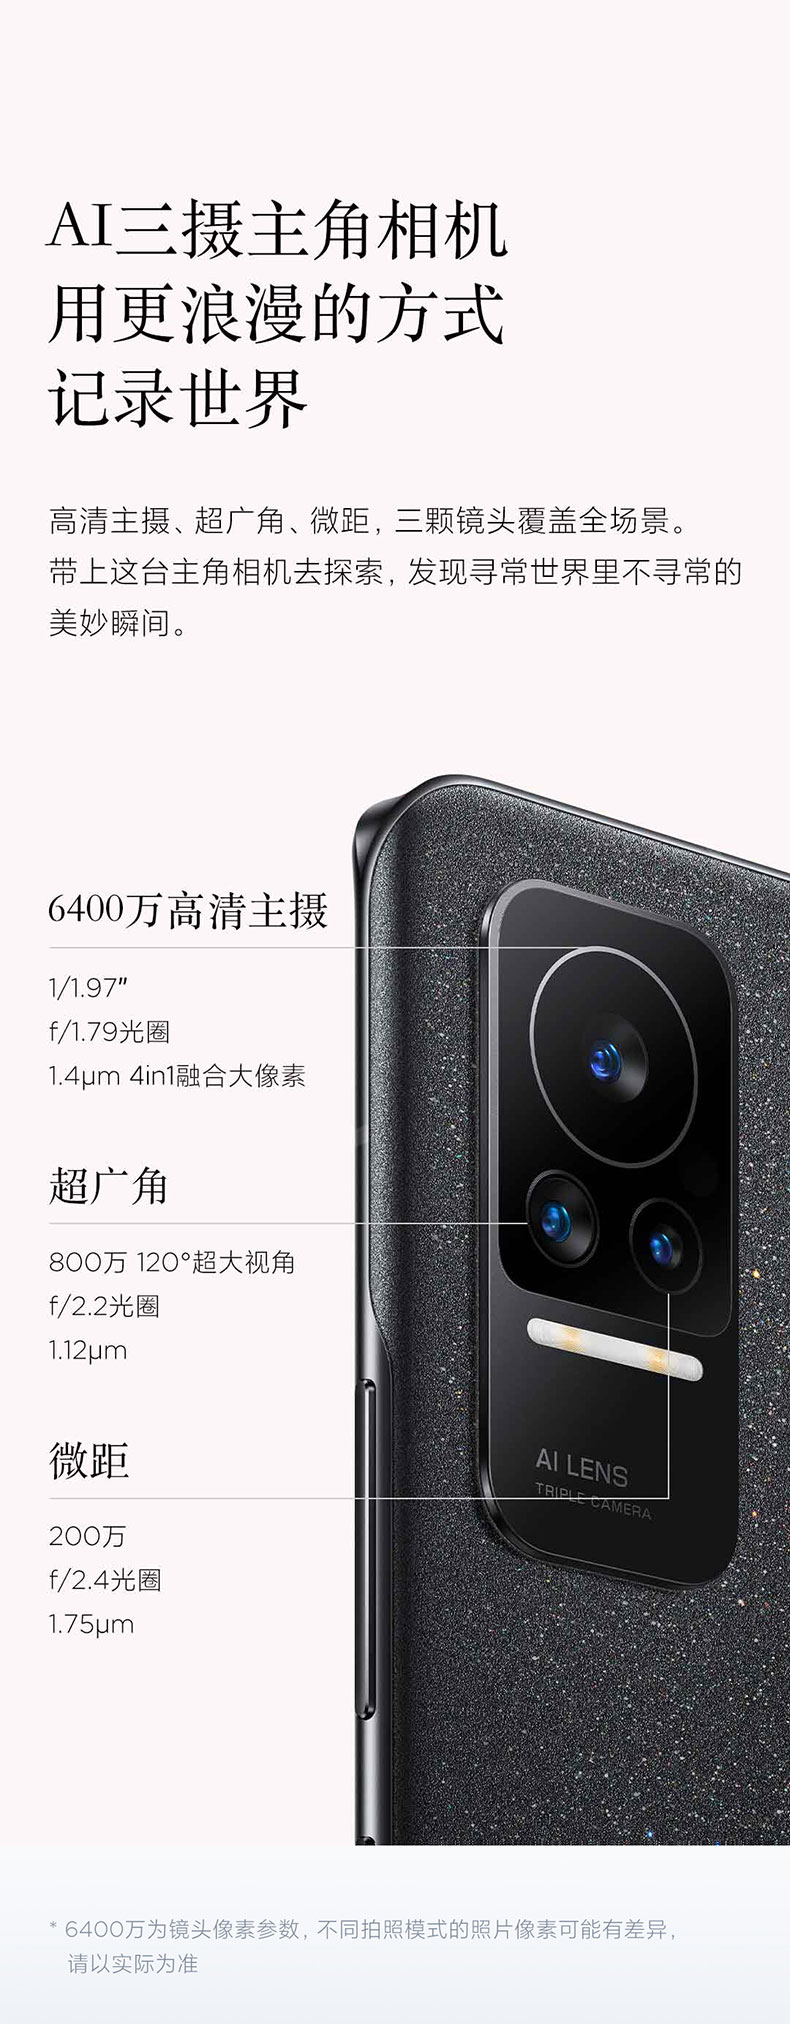 AI三摄主角相机
用更浪漫的方式
记录世界
高清主摄、超广角、微距，三颗镜头覆盖全场景。
带上这台主角相机去探索，发现寻常世界里不寻常的
美妙瞬间。
6400万高清主摄
1/1.97"
f/1.79光圈
1.4μm 4in1融合大像素
超广角
800万 120°超大视角
f/2.2光圈
1.12μm
微距
200万
f/2.4光圈
1.75μm
AI LENS
TRIPLE CAMERA
* 6400万为镜头像素参数，不同拍照模式的照片像素可能有差异，
请以实际为准